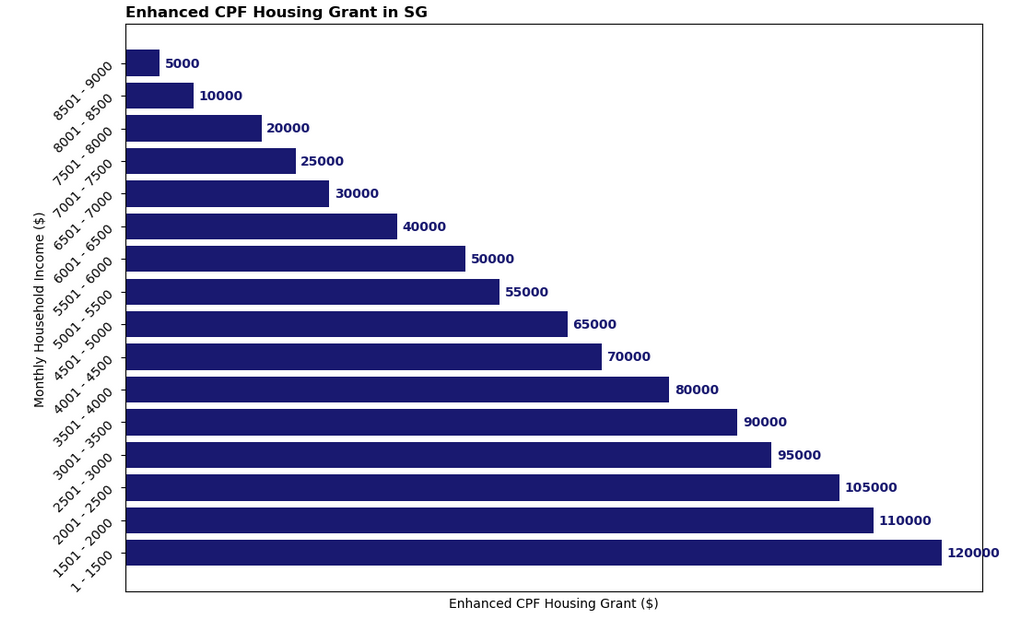 Enhanced CPF Housing Grant in SG
8501 - 9000
5000
8001 - 8500
10000
7501 - 8000
20000
7001 - 7500
25000
6501 - 7000
30000
6001 - 6500
40000
5501 - 6000
50000
5001 - 5500
55000
4501 - 5000
65000
4001 - 4500
70000
3501 - 4000
80000
3001 - 3500
90000
2501 - 3000
95000
2001 - 2500
105000
1501 - 2000
110000
1 - 1500
120000
Monthly Household Income ($)
Enhanced CPF Housing Grant ($)